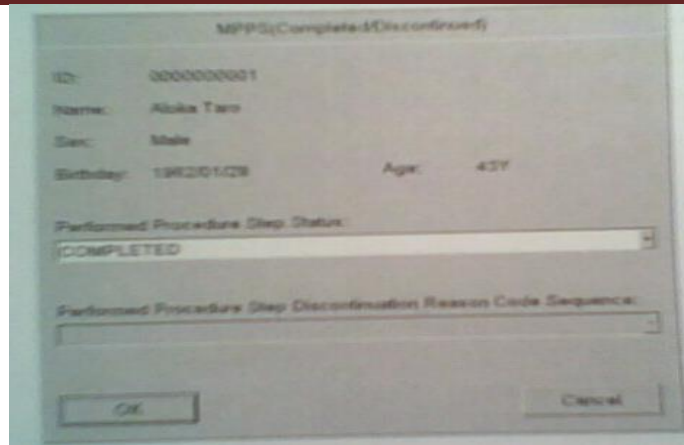 MPPS(Completed/Discontinued)
ID: 0000000001
Name: Aloka Taro
Sex: Male
Birthday: 1962/01/28 Age: 43Y
Performed Procedure Step Status:
COMPLETED
Performed Procedure Step Discontinuation Reason Code Sequence:
OK Cancel